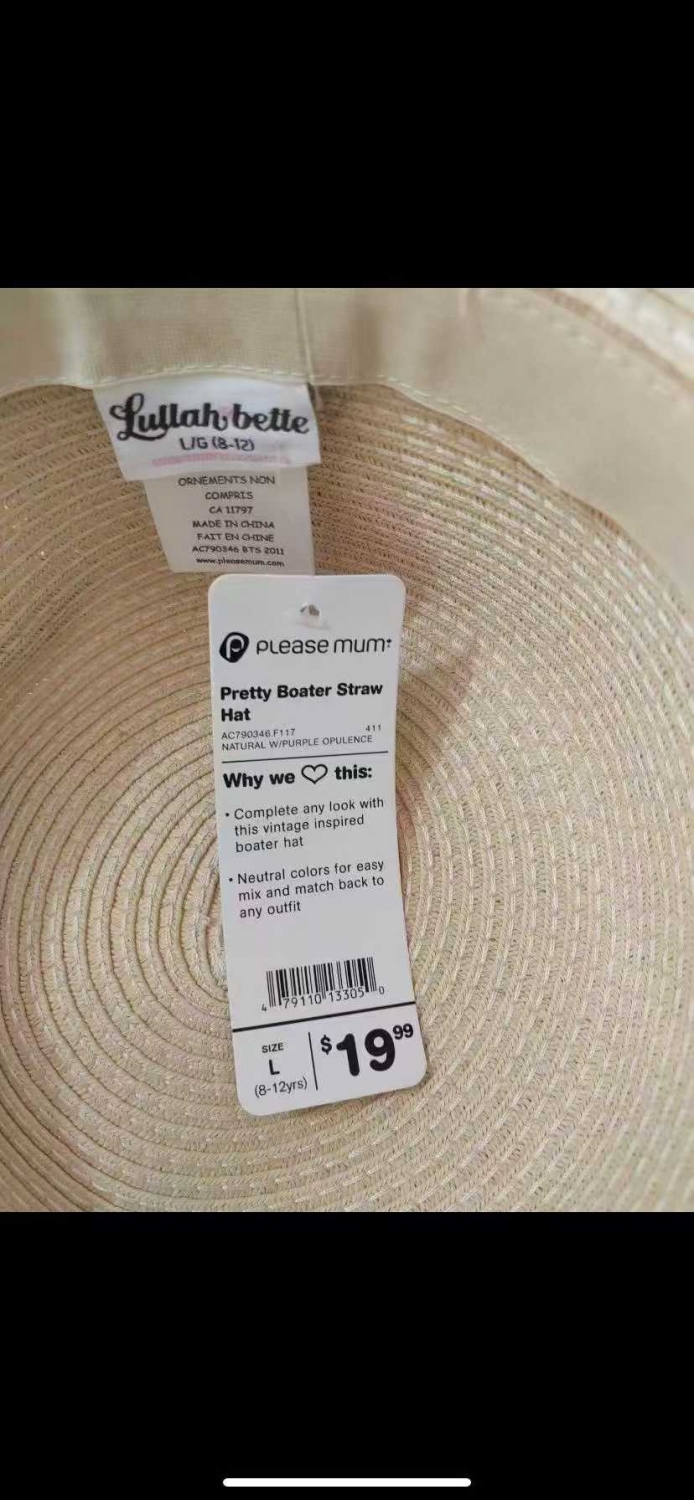 Lullah bette
L/G (8-12)
ORNEMENTS NON
COMPRIS
CA 11797
MADE IN CHINA
FAIT EN CHINE
AC790346 BTS 2011
www.pleasemum.com
please mum
Pretty Boater Straw
Hat
AC790346 F117 411
NATURAL W/PURPLE OPULENCE
Why we ♡ this:
• Complete any look with
this vintage inspired
boater hat
• Neutral colors for easy
mix and match back to
any outfit
4 79110 13305 0
SIZE
L
(8-12yrs)
$19.99